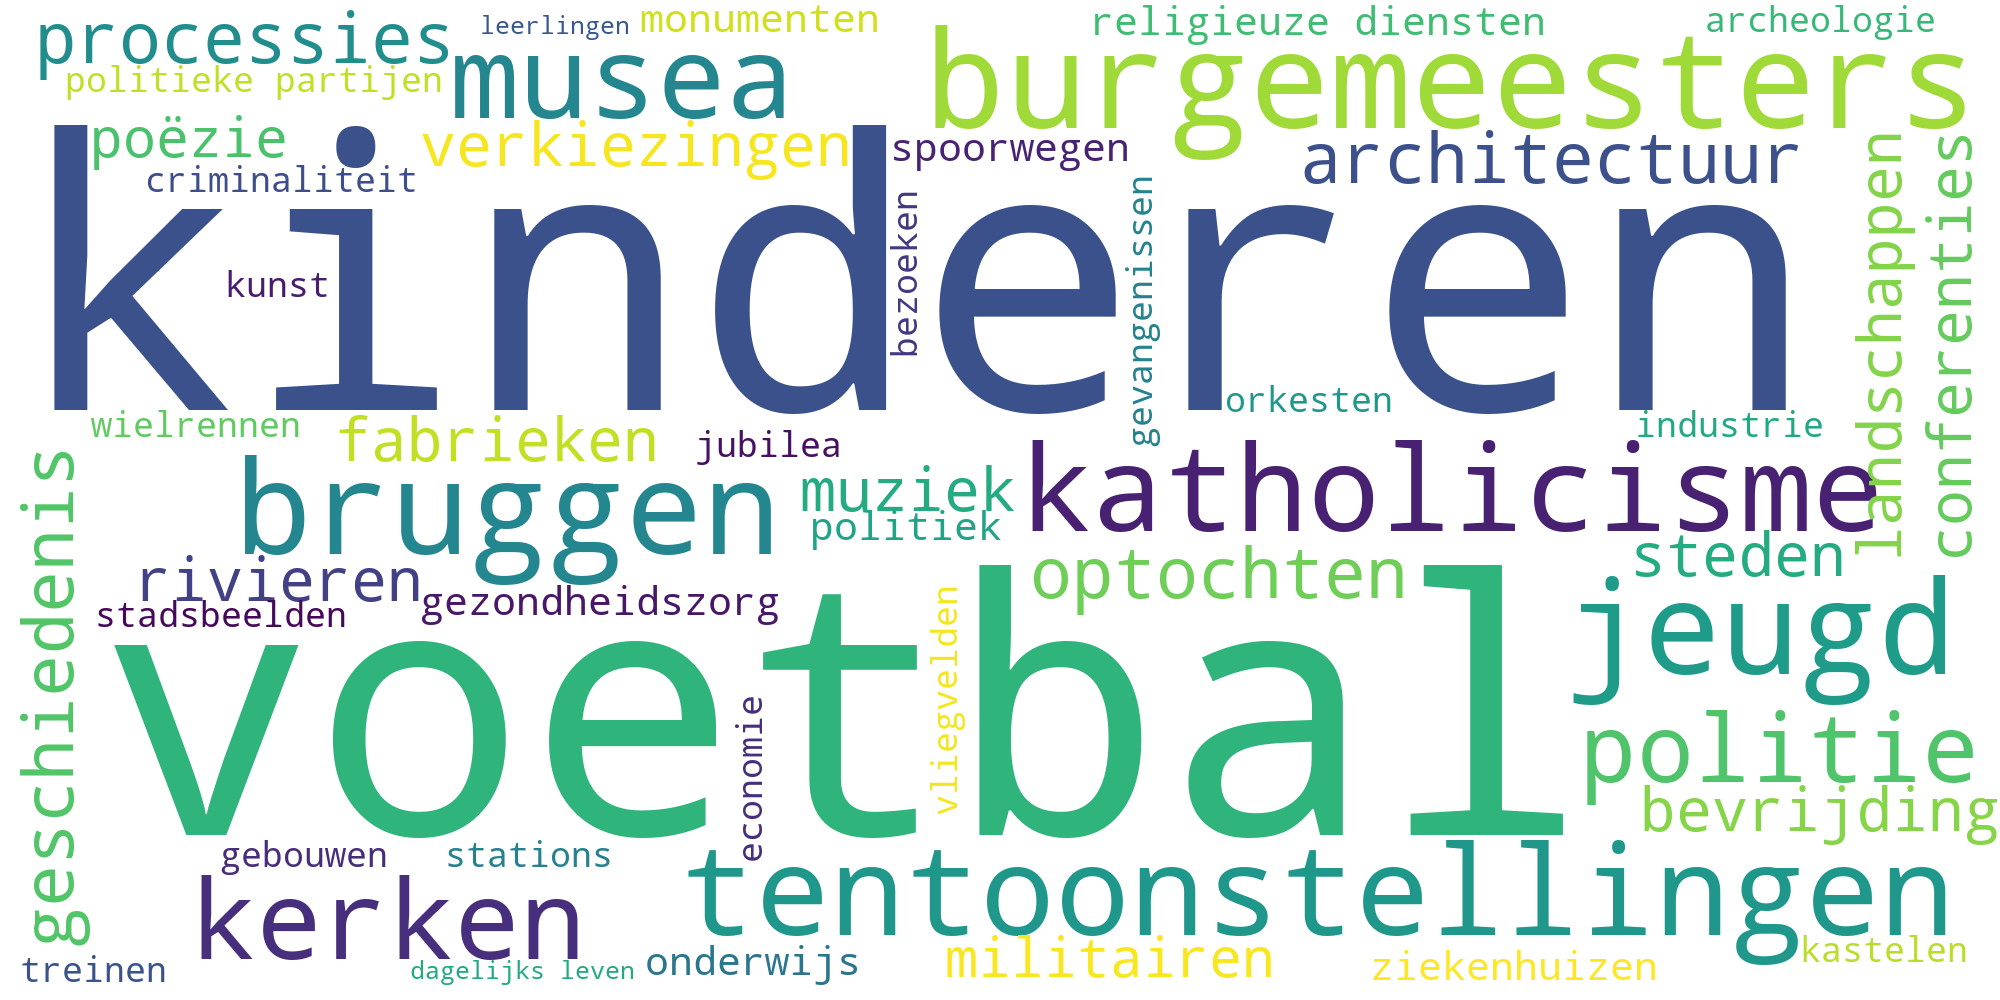 processies
leerlingen
monumenten
religieuze diensten
archeologie
politieke partijen
musea
burgemeesters
poëzie
verkiezingen
spoorwegen
architectuur
criminaliteit
kinderen
kunst
bezoeken
gevangenissen
landschappen
conferenties
orkesten
wielrennen
fabrieken
jubilea
industrie
geschiedenis
bruggen
muziek
katholicisme
politiek
rivieren
optochten
steden
stadsbeelden
gezondheidszorg
jeugd
voetbal
economie
vliegvelden
politie
bevrijding
gebouwen
stations
tentoonstellingen
kerken
treinen
dagelijks leven
onderwijs
militairen
ziekenhuizen
kastelen